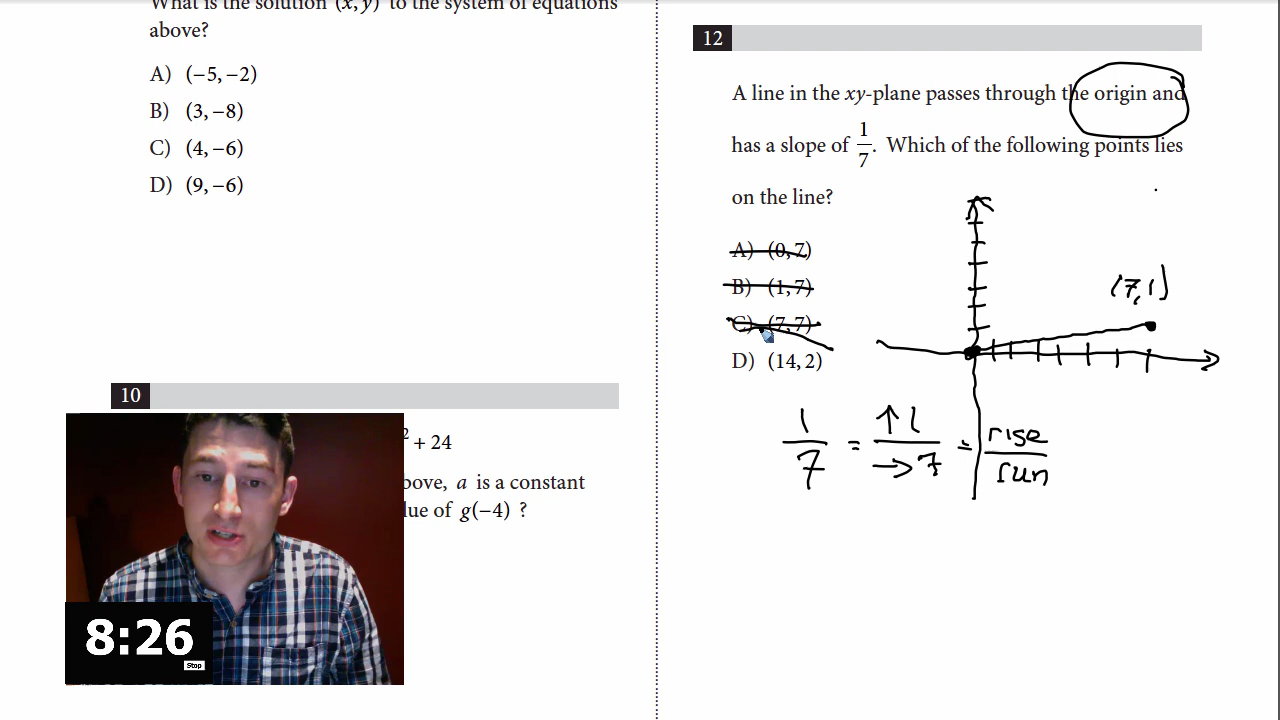 What is the solution (x, y) to the system of equations
above?
A) (−5, −2)
B) (3, −8)
C) (4, −6)
D) (9, −6)
10
² + 24
bove, a is a constant
lue of g(−4) ?
8:26
Stop
12
A line in the xy-plane passes through the origin and
has a slope of 1/7. Which of the following points lies
on the line?
A) (0, 7)
B) (1, 7)
C) (7, 7)
D) (14, 2)
(7,1)
1/7 = ↑1/→7 = rise/run